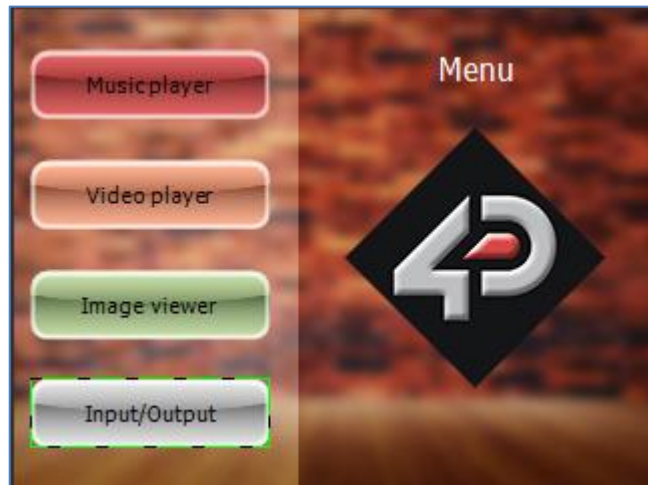 Music player
Video player
Image viewer
Input/Output
Menu
4D